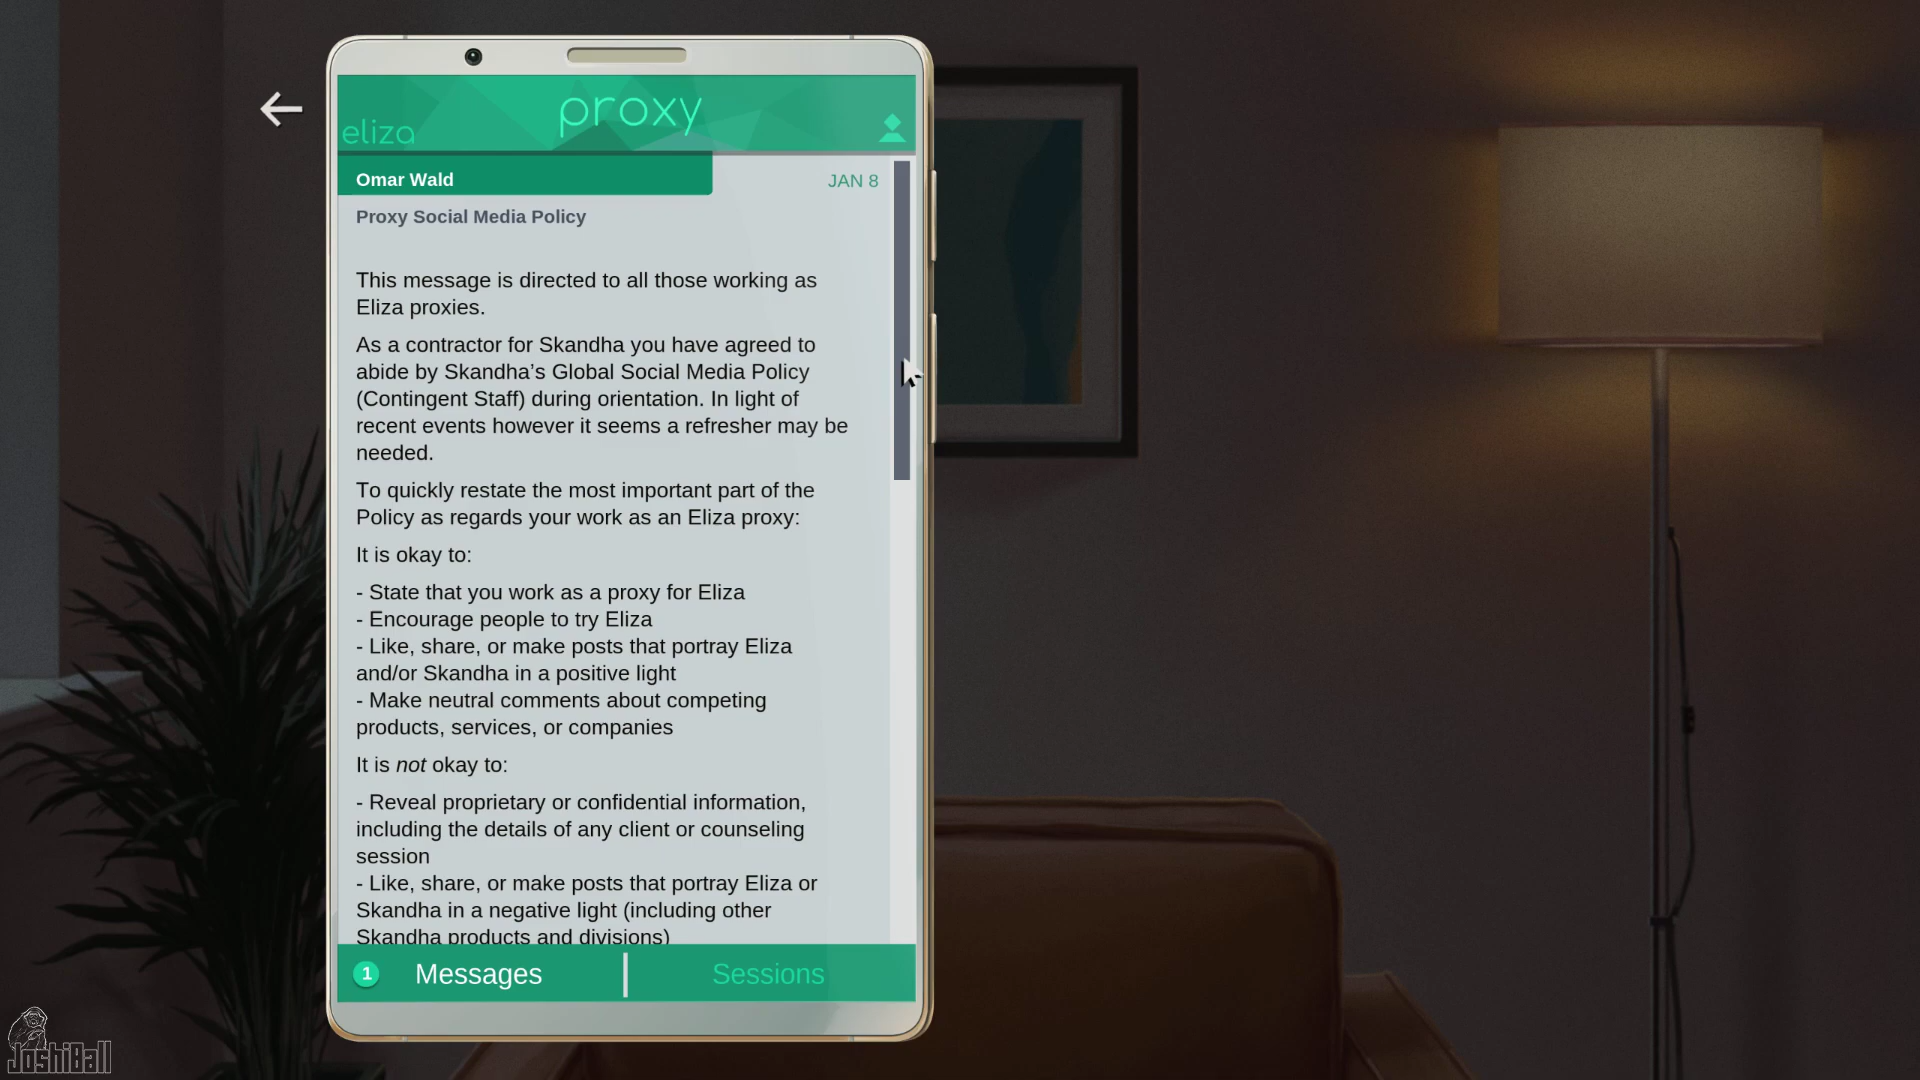 proxy
eliza
Omar Wald
JAN 8
Proxy Social Media Policy
This message is directed to all those working as
Eliza proxies.
As a contractor for Skandha you have agreed to
abide by Skandha’s Global Social Media Policy
(Contingent Staff) during orientation. In light of
recent events however it seems a refresher may be
needed.
To quickly restate the most important part of the
Policy as regards your work as an Eliza proxy:
It is okay to:
- State that you work as a proxy for Eliza
- Encourage people to try Eliza
- Like, share, or make posts that portray Eliza
and/or Skandha in a positive light
- Make neutral comments about competing
products, services, or companies
It is not okay to:
- Reveal proprietary or confidential information,
including the details of any client or counseling
session
- Like, share, or make posts that portray Eliza or
Skandha in a negative light (including other
Skandha products and divisions)
1 Messages
Sessions
JoshiBall